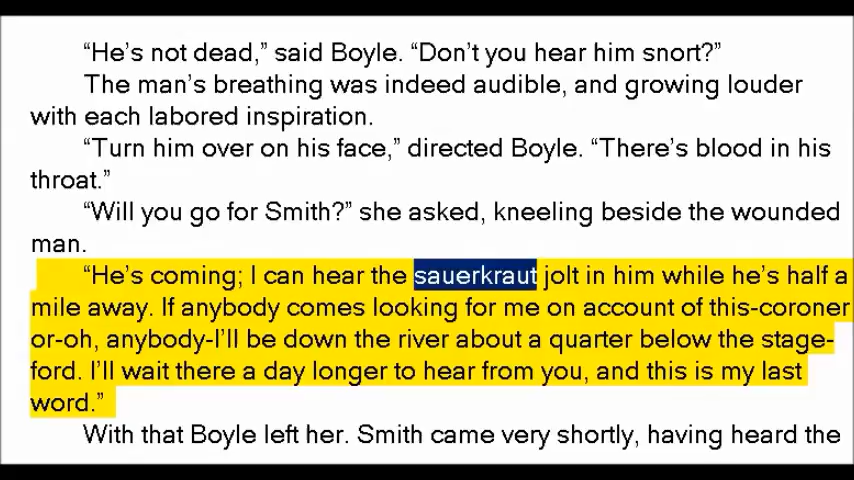 “He’s not dead,” said Boyle. “Don’t you hear him snort?”
The man’s breathing was indeed audible, and growing louder
with each labored inspiration.
“Turn him over on his face,” directed Boyle. “There’s blood in his
throat.”
“Will you go for Smith?” she asked, kneeling beside the wounded
man.
“He’s coming; I can hear the sauerkraut jolt in him while he’s half a
mile away. If anybody comes looking for me on account of this-coroner
or-oh, anybody-I’ll be down the river about a quarter below the stage-
ford. I’ll wait there a day longer to hear from you, and this is my last
word.”
With that Boyle left her. Smith came very shortly, having heard the